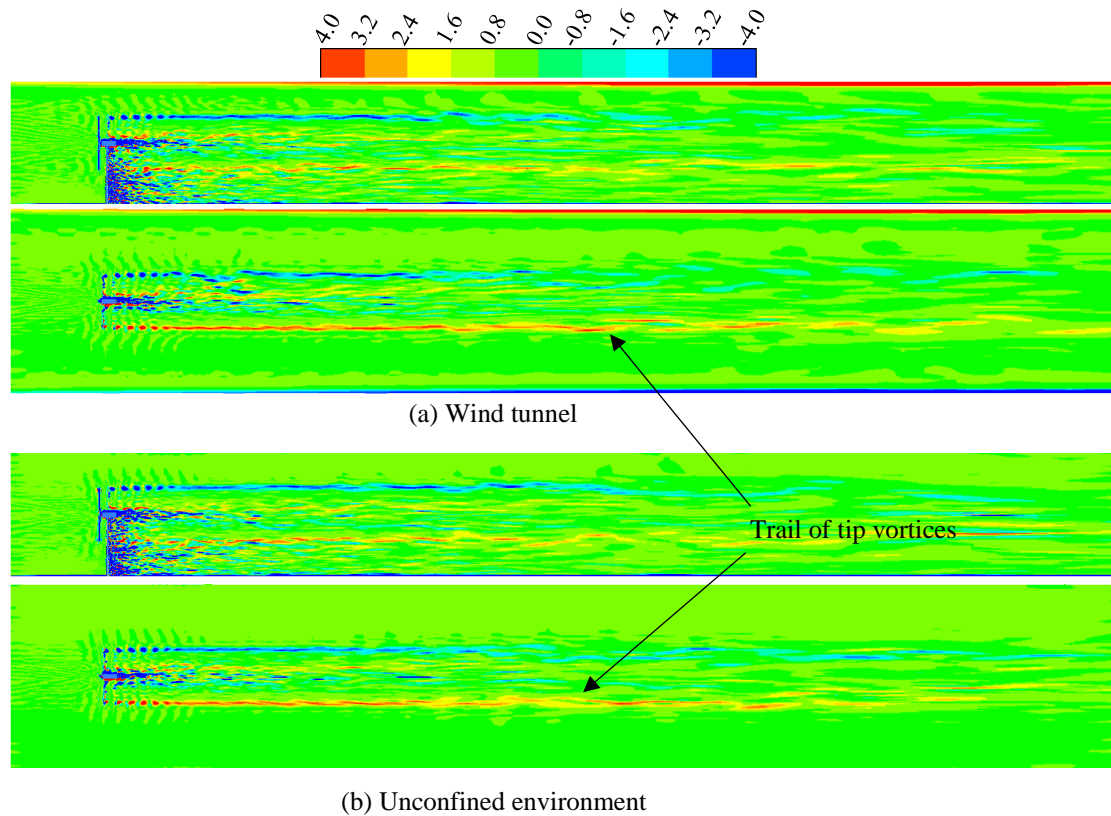 4.0 3.2 2.4 1.6 0.8 0.0 -0.8 -1.6 -2.4 -3.2 -4.0
(a) Wind tunnel
Trail of tip vortices
(b) Unconfined environment